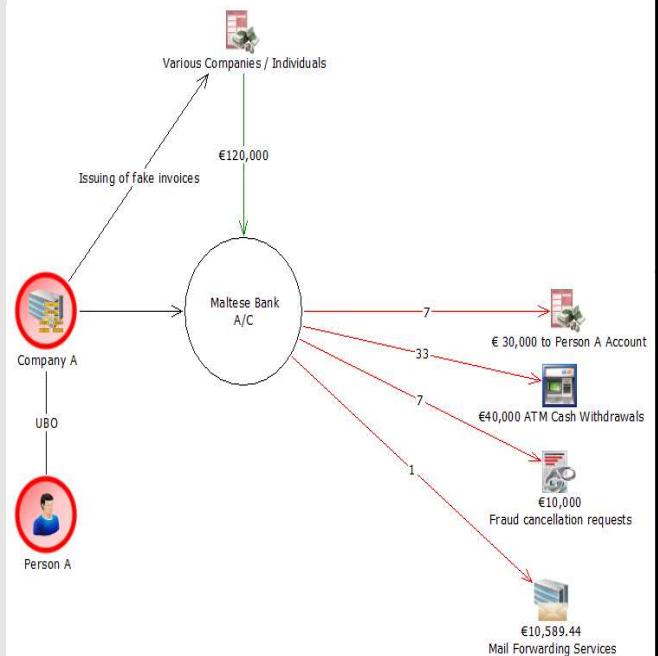 Various Companies / Individuals
€120,000
Issuing of fake invoices
Maltese Bank
A/C
Company A
UBO
Person A
7
€ 30,000 to Person A Account
33
€40,000 ATM Cash Withdrawals
7
€10,000
Fraud cancellation requests
1
€10,589.44
Mail Forwarding Services